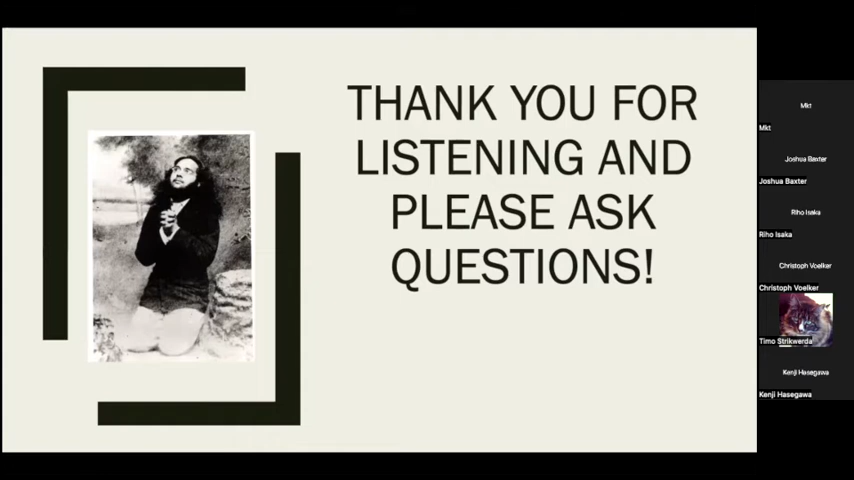 THANK YOU FOR
LISTENING AND
PLEASE ASK
QUESTIONS!
Mkt
Mkt
Joshua Baxter
Joshua Baxter
Riho Isaka
Riho Isaka
Christoph Voelker
Christoph Voelker
Timo Strikwerda
Kenji Hasegawa
Kenji Hasegawa